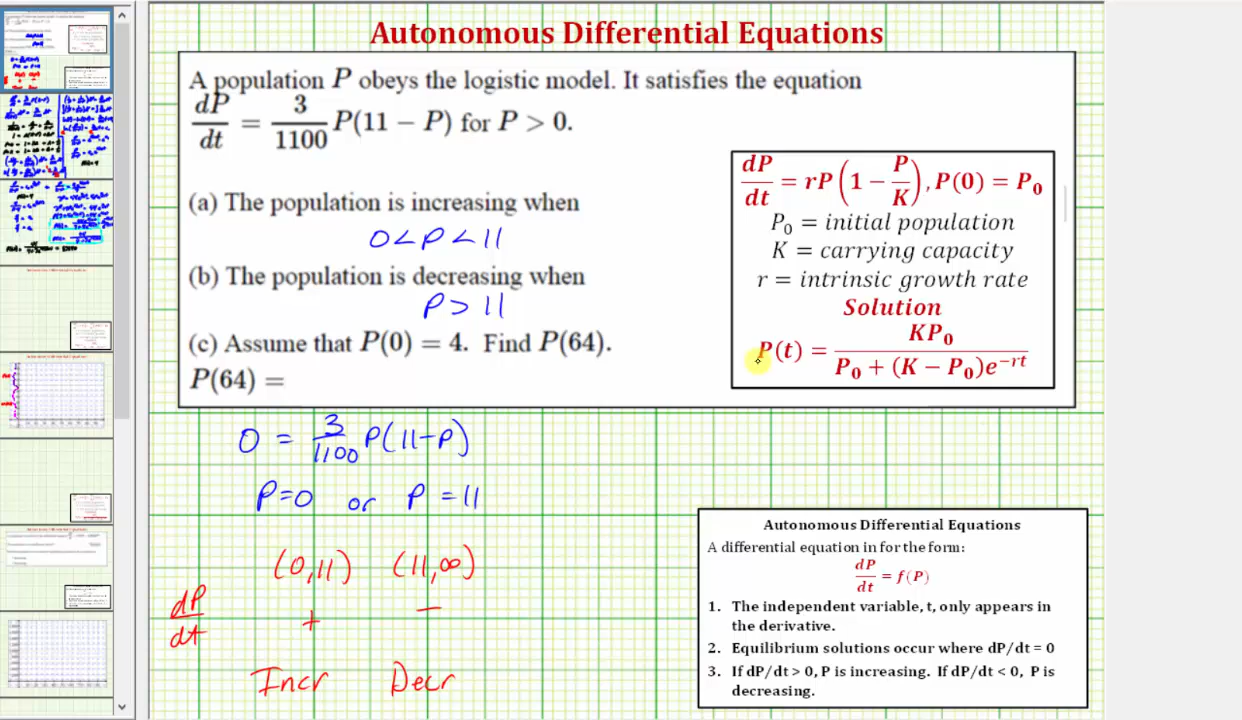 Autonomous Differential Equations
A population P obeys the logistic model. It satisfies the equation
dP/dt = 3/1100 P(11 − P) for P > 0.
(a) The population is increasing when
0 < P < 11
(b) The population is decreasing when
P > 11
(c) Assume that P(0) = 4. Find P(64).
P(64) =
dP/dt = rP(1 − P/K), P(0) = P₀
P₀ = initial population
K = carrying capacity
r = intrinsic growth rate
Solution
P(t) = KP₀ / P₀ + (K − P₀)e^−rt
0 = 3/1100 P(11−P)
P=0 or P = 11
(0,11) (11,∞)
dP/dt + −
Incr Decr
Autonomous Differential Equations
A differential equation in for the form:
dP/dt = f(P)
1. The independent variable, t, only appears in
the derivative.
2. Equilibrium solutions occur where dP/dt = 0
3. If dP/dt > 0, P is increasing. If dP/dt < 0, P is
decreasing.